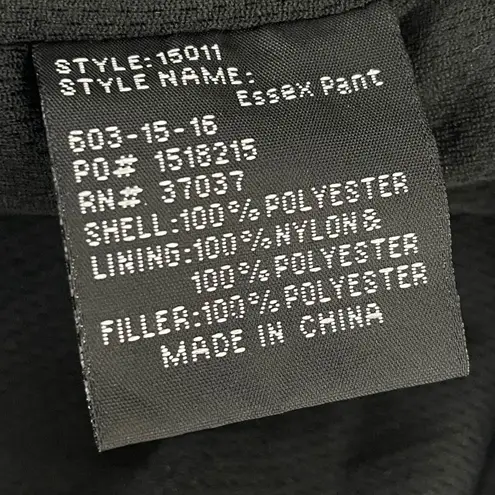 STYLE:15011
STYLE NAME:
Essex Pant
603-15-16
PO# 1518215
RN# 37037
SHELL:100%POLYESTER
LINING:100%NYLON&
100%POLYESTER
FILLER:100%POLYESTER
MADE IN CHINA